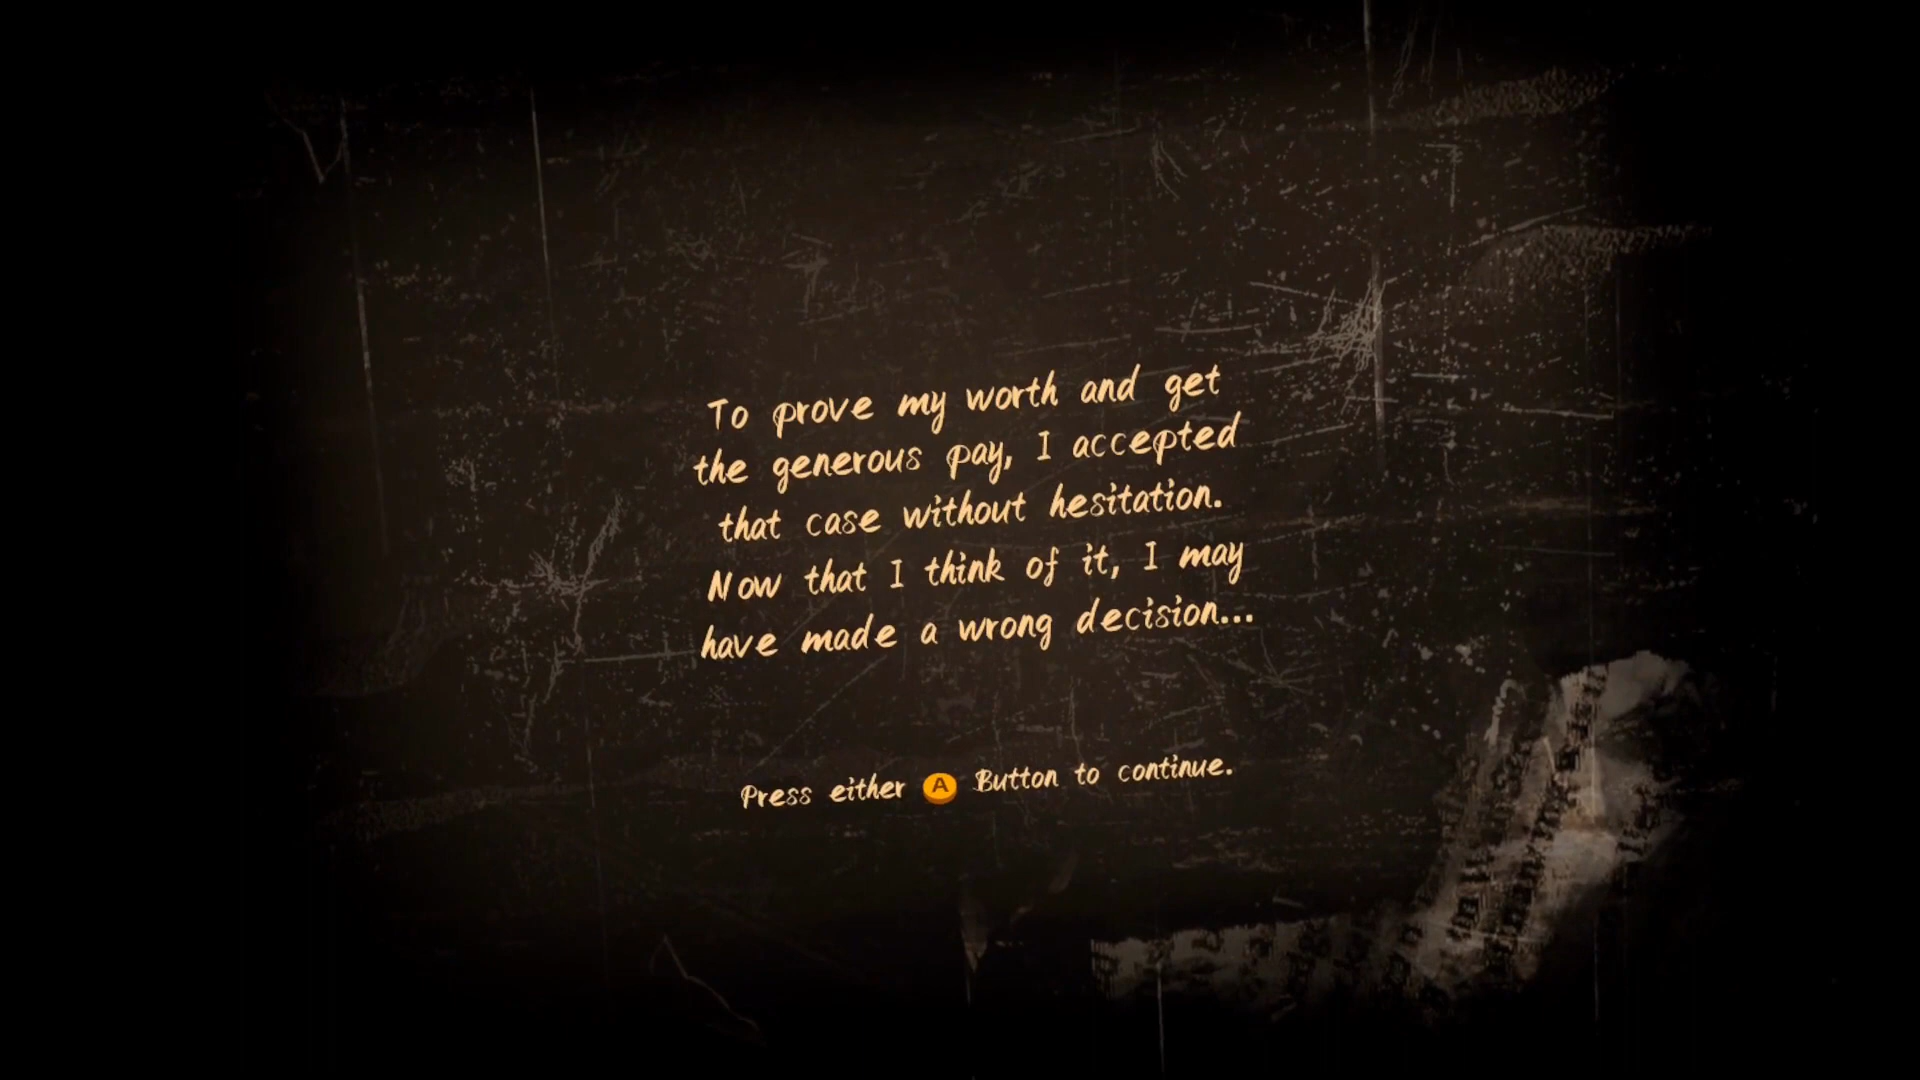 To prove my worth and get
the generous pay, I accepted
that case without hesitation.
Now that I think of it, I may
have made a wrong decision...
Press either A Button to continue.